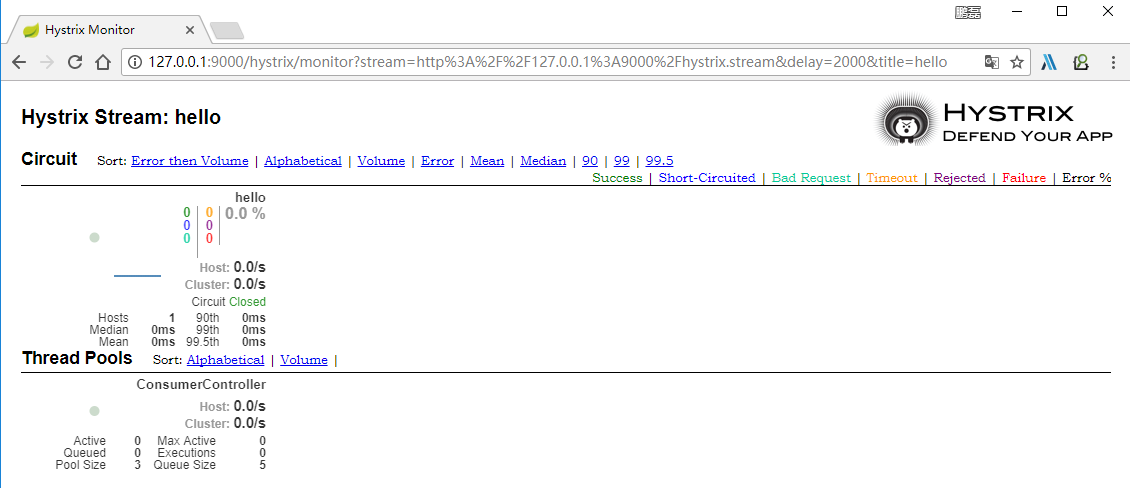 鹏磊
Hystrix Monitor
127.0.0.1:9000/hystrix/monitor?stream=http%3A%2F%2F127.0.0.1%3A9000%2Fhystrix.stream&delay=2000&title=hello
Hystrix Stream: hello
HYSTRIX
DEFEND YOUR APP
Circuit Sort: Error then Volume | Alphabetical | Volume | Error | Mean | Median | 90 | 99 | 99.5
Success | Short-Circuited | Bad Request | Timeout | Rejected | Failure | Error %
hello
0 0 0.0 %
0 0
0 0
Host: 0.0/s
Cluster: 0.0/s
Circuit Closed
Hosts 1 90th 0ms
Median 0ms 99th 0ms
Mean 0ms 99.5th 0ms
Thread Pools Sort: Alphabetical | Volume |
ConsumerController
Host: 0.0/s
Cluster: 0.0/s
Active 0 Max Active 0
Queued 0 Executions 0
Pool Size 3 Queue Size 5